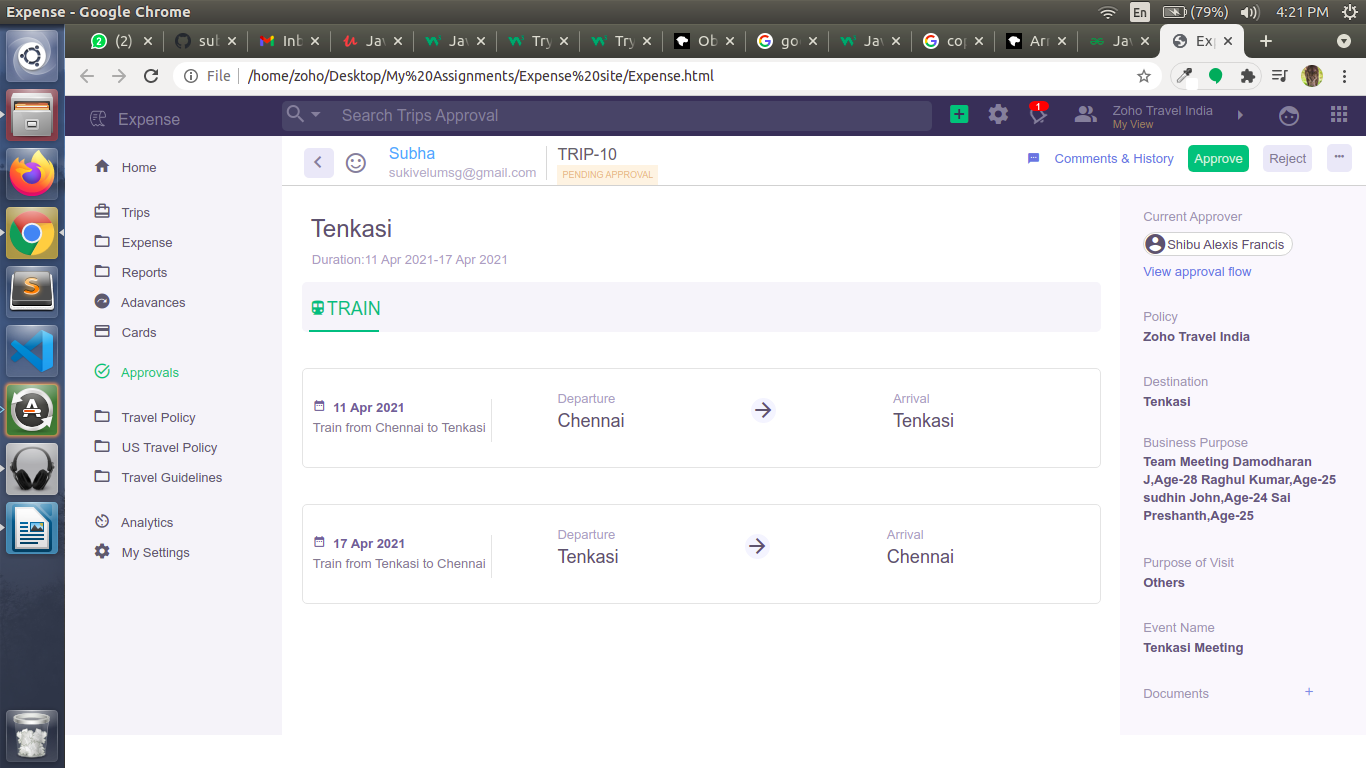 Expense - Google Chrome
En
(79%)
4:21 PM
(2)
sub
Inb
Jav
Jav
Try
Try
Ob
goo
Jav
cop
Arr
Jav
Exp
File
/home/zoho/Desktop/My%20Assignments/Expense%20site/Expense.html
Expense
Search Trips Approval
1
Zoho Travel India
My View
Home
Trips
Expense
Reports
Adavances
Cards
Approvals
Travel Policy
US Travel Policy
Travel Guidelines
Analytics
My Settings
Subha
sukivelumsg@gmail.com
TRIP-10
PENDING APPROVAL
Comments & History
Approve
Reject
Tenkasi
Duration:11 Apr 2021-17 Apr 2021
TRAIN
11 Apr 2021
Train from Chennai to Tenkasi
Departure
Chennai
Arrival
Tenkasi
17 Apr 2021
Train from Tenkasi to Chennai
Departure
Tenkasi
Arrival
Chennai
Current Approver
Shibu Alexis Francis
View approval flow
Policy
Zoho Travel India
Destination
Tenkasi
Business Purpose
Team Meeting Damodharan
J,Age-28 Raghul Kumar,Age-25
sudhin John,Age-24 Sai
Preshanth,Age-25
Purpose of Visit
Others
Event Name
Tenkasi Meeting
Documents
+